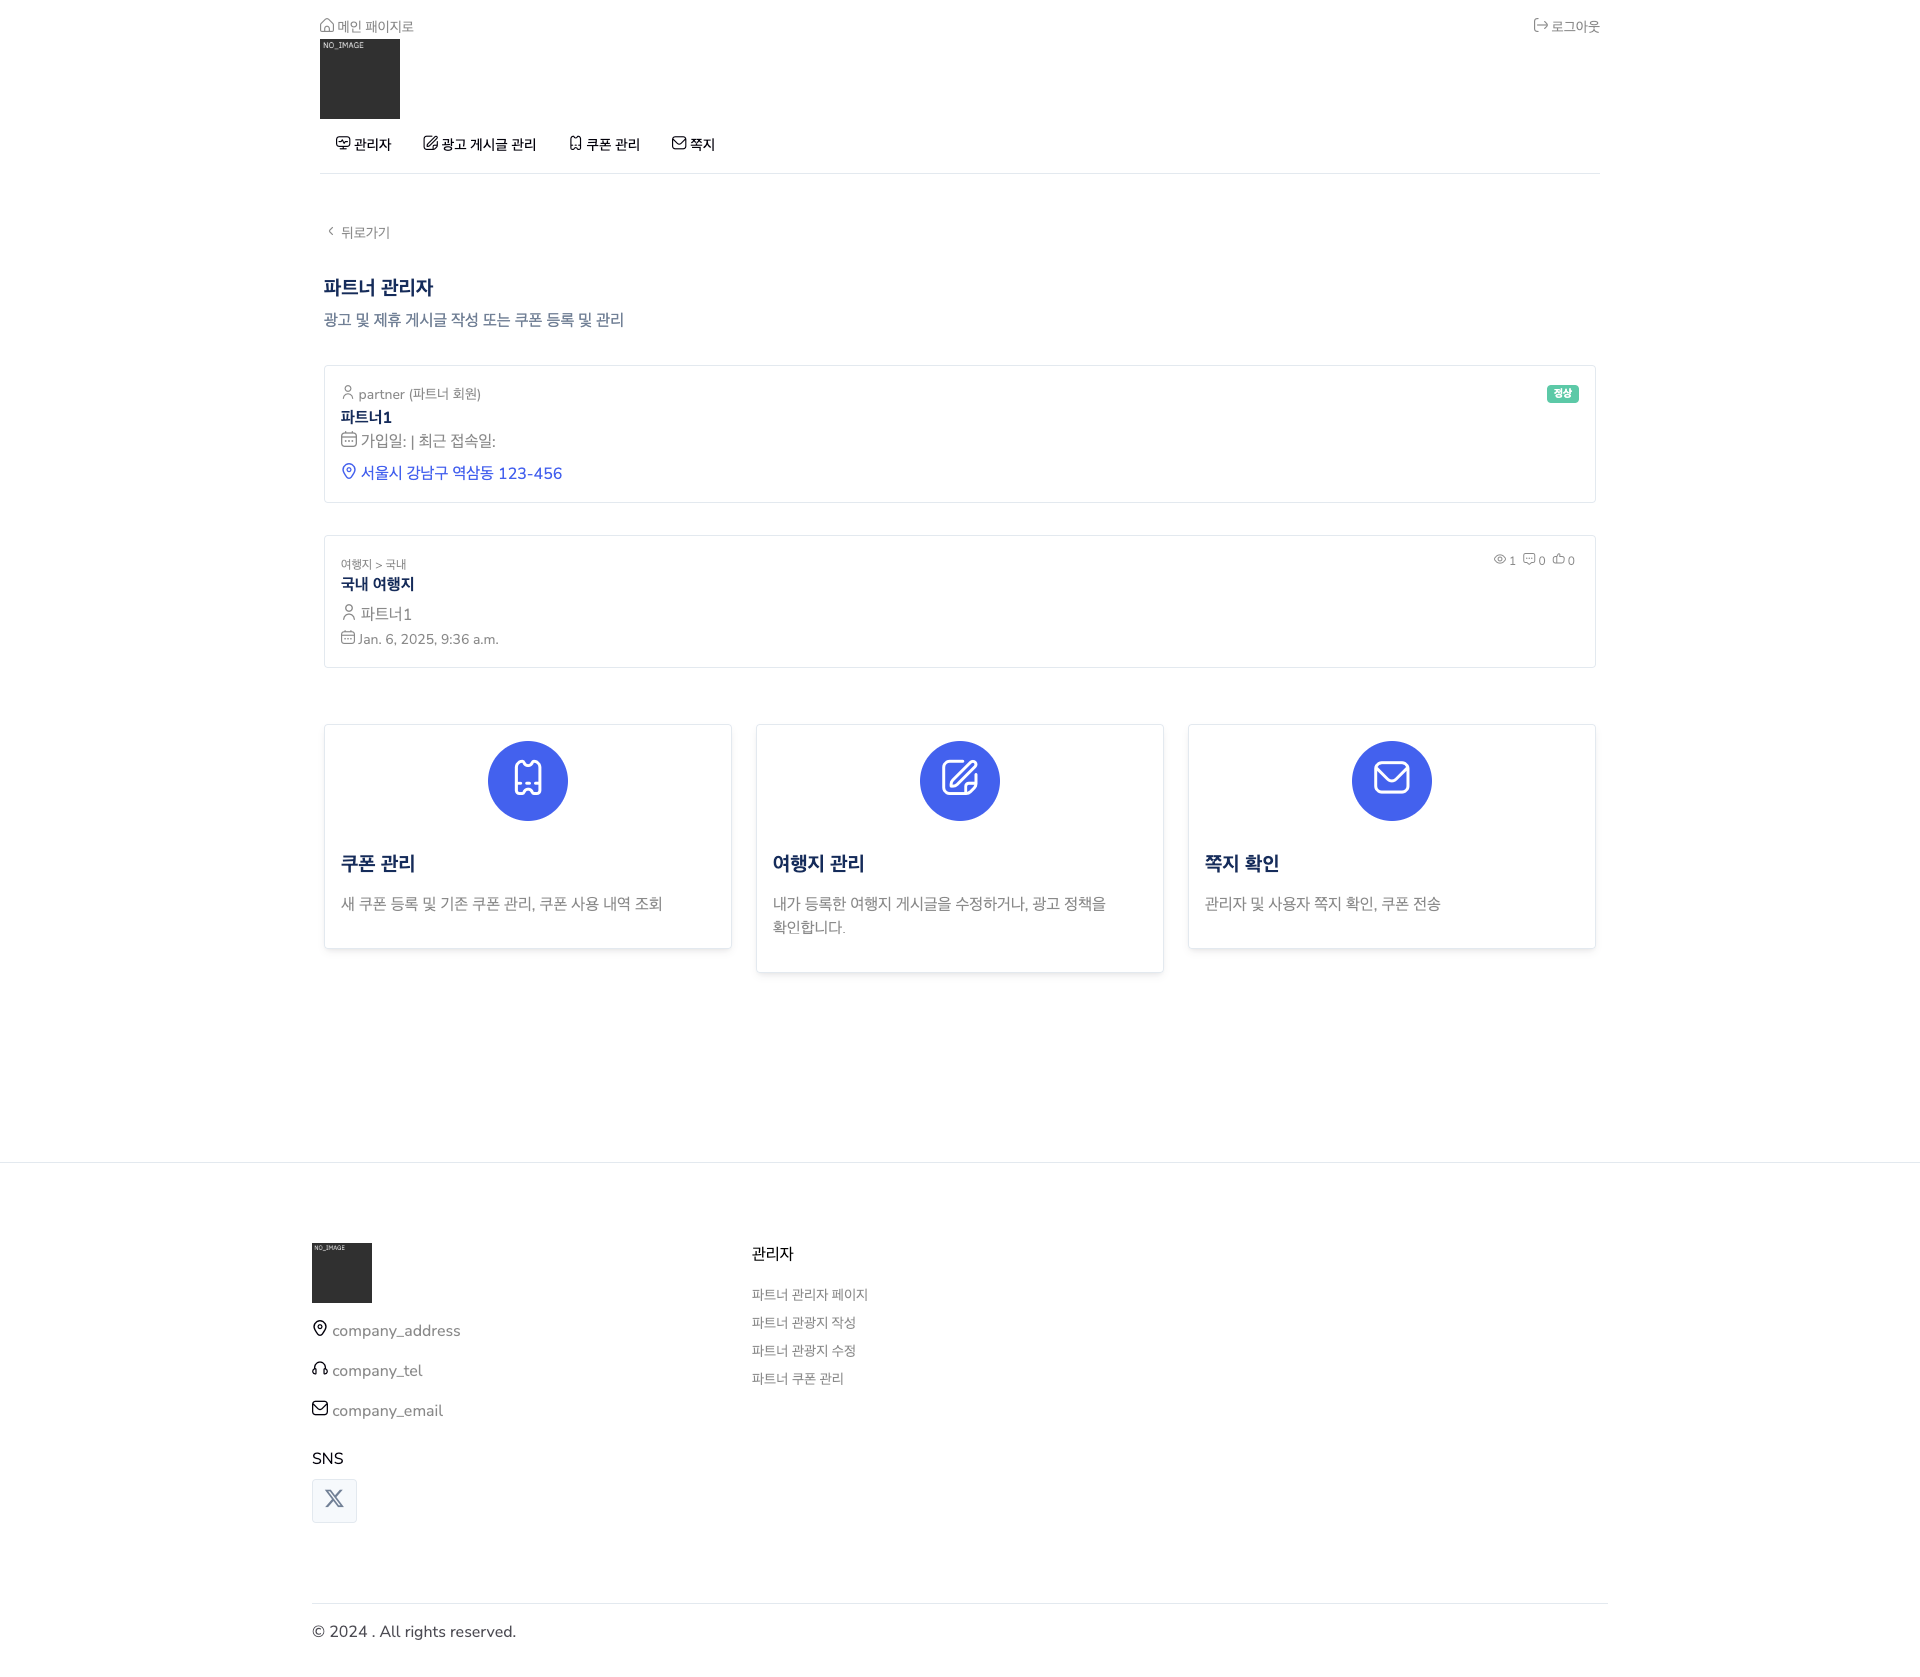 메인 패이지로
로그아웃
NO_IMAGE
관리자
광고 게시글 관리
쿠폰 관리
쪽지
뒤로가기
파트너 관리자
광고 및 제휴 게시글 작성 또는 쿠폰 등록 및 관리
partner (파트너 회원)
정상
파트너1
가입일: | 최근 접속일:
서울시 강남구 역삼동 123-456
여행지 > 국내
1 0 0
국내 여행지
파트너1
Jan. 6, 2025, 9:36 a.m.
쿠폰 관리
새 쿠폰 등록 및 기존 쿠폰 관리, 쿠폰 사용 내역 조회
여행지 관리
내가 등록한 여행지 게시글을 수정하거나, 광고 정책을
확인합니다.
쪽지 확인
관리자 및 사용자 쪽지 확인, 쿠폰 전송
NO_IMAGE
company_address
company_tel
company_email
SNS
관리자
파트너 관리자 페이지
파트너 관광지 작성
파트너 관광지 수정
파트너 쿠폰 관리
© 2024 . All rights reserved.